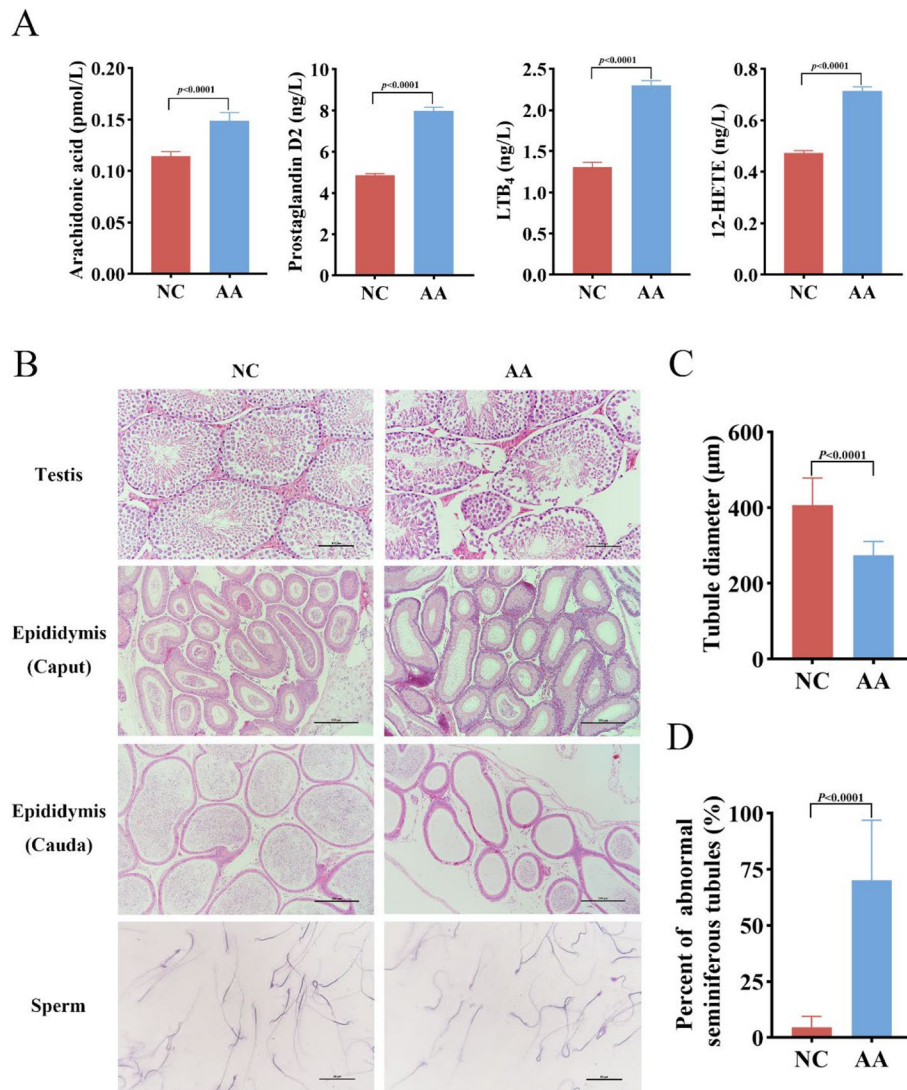 A
Arachidonic acid (pmol/L)
0.20
0.15
0.10
0.05
0.00
p<0.0001
NC
AA
Prostaglandin D2 (ng/L)
10
8
6
4
2
0
p<0.0001
NC
AA
LTB4 (ng/L)
2.5
2.0
1.5
1.0
0.5
0.0
p<0.0001
NC
AA
12-HETE (ng/L)
0.8
0.6
0.4
0.2
0.0
p<0.0001
NC
AA
B
NC
AA
Testis
Epididymis
(Caput)
Epididymis
(Cauda)
Sperm
C
Tubule diameter (μm)
600
400
200
0
P<0.0001
NC
AA
D
Percent of abnormal
seminiferous tubules (%)
100
75
50
25
0
P<0.0001
NC
AA